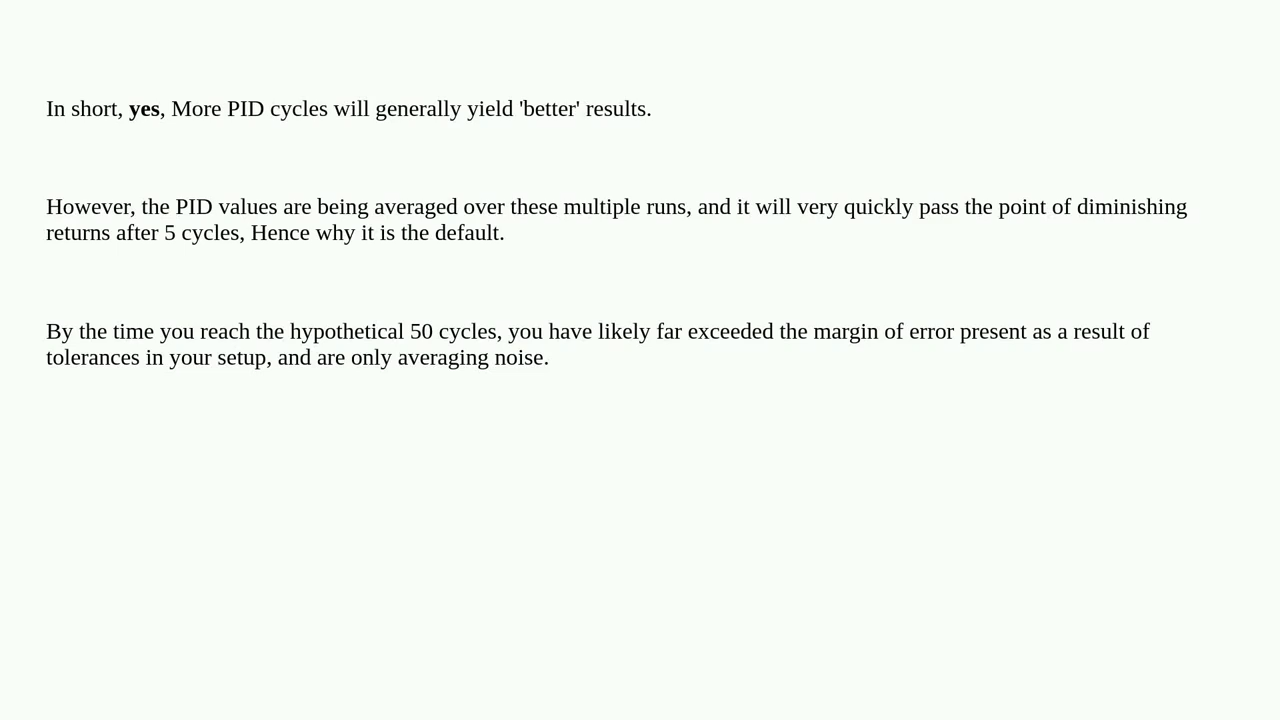 In short, yes, More PID cycles will generally yield 'better' results.
However, the PID values are being averaged over these multiple runs, and it will very quickly pass the point of diminishing
returns after 5 cycles, Hence why it is the default.
By the time you reach the hypothetical 50 cycles, you have likely far exceeded the margin of error present as a result of
tolerances in your setup, and are only averaging noise.